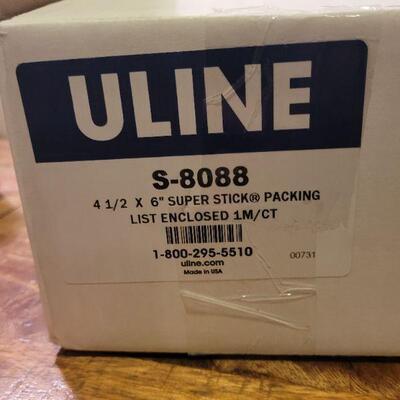 ULINE
S-8088
4 1/2 X 6" SUPER STICK® PACKING
LIST ENCLOSED 1M/CT
1-800-295-5510
00731
uline.com
Made in USA